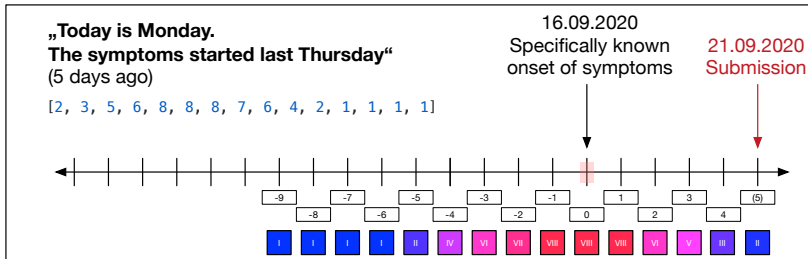 „Today is Monday.
The symptoms started last Thursday“
(5 days ago)
[2, 3, 5, 6, 8, 8, 8, 7, 6, 4, 2, 1, 1, 1, 1]
16.09.2020
Specifically known
onset of symptoms
21.09.2020
Submission
-9 -7 -5 -3 -1 1 3 (5)
-8 -6 -4 -2 0 2 4
I I I I II IV VI VII VIII VIII VIII VI V III II